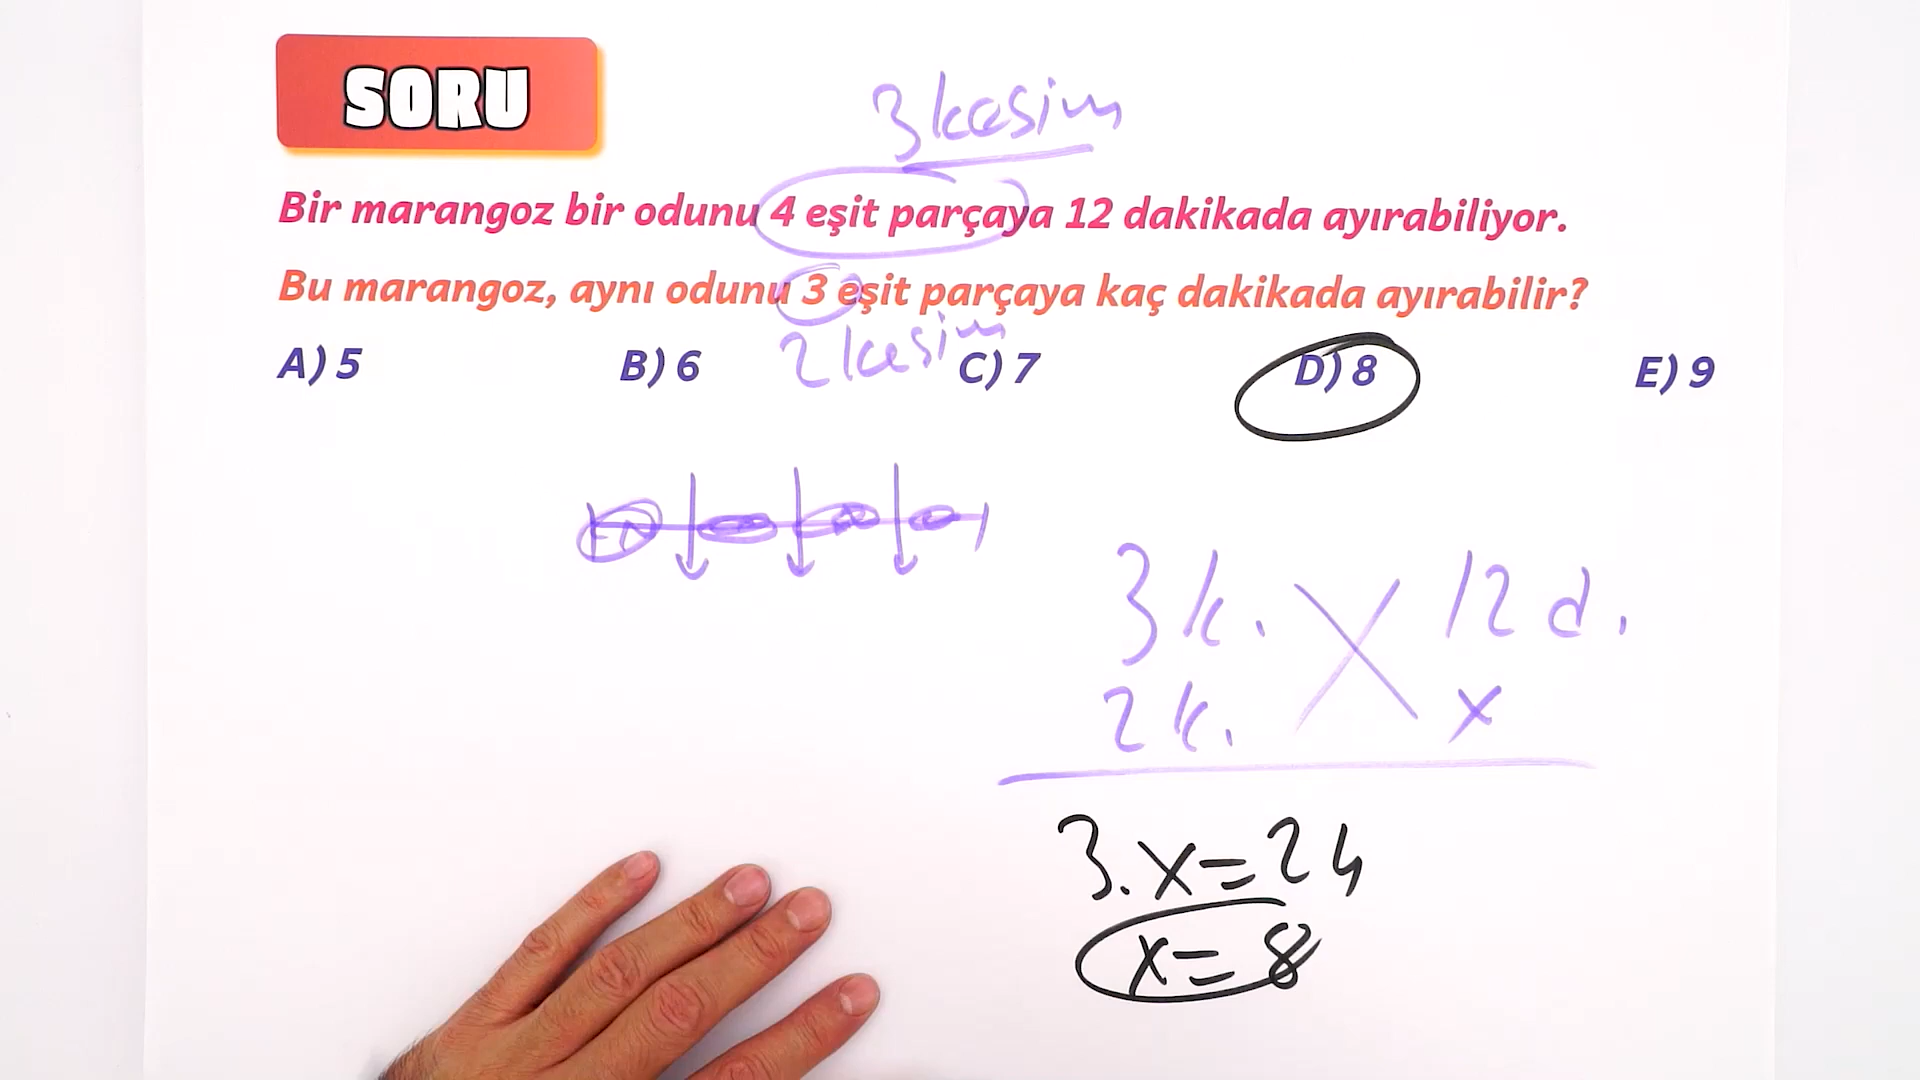 SORU
3 kesim
Bir marangoz bir odunu 4 eşit parçaya 12 dakikada ayırabiliyor.
Bu marangoz, aynı odunu 3 eşit parçaya kaç dakikada ayırabilir?
2 kesim
A) 5 B) 6 C) 7 D) 8 E) 9
3 k. 12 d.
2 k. x
3.x=24
x=8